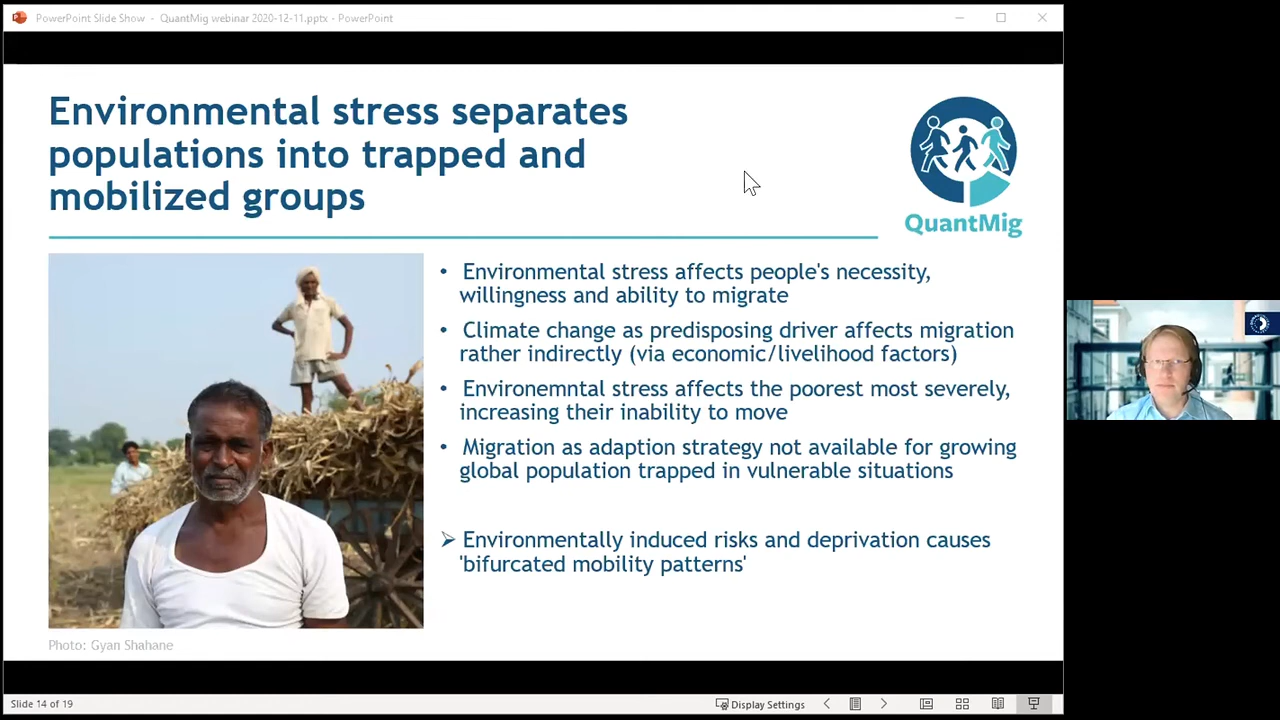 PowerPoint Slide Show - QuantMig webinar 2020-12-11.pptx - PowerPoint
Environmental stress separates
populations into trapped and
mobilized groups
QuantMig
• Environmental stress affects people's necessity,
willingness and ability to migrate
• Climate change as predisposing driver affects migration
rather indirectly (via economic/livelihood factors)
• Environemntal stress affects the poorest most severely,
increasing their inability to move
• Migration as adaption strategy not available for growing
global population trapped in vulnerable situations
➢ Environmentally induced risks and deprivation causes
'bifurcated mobility patterns'
Photo: Gyan Shahane
Slide 14 of 19
Display Settings